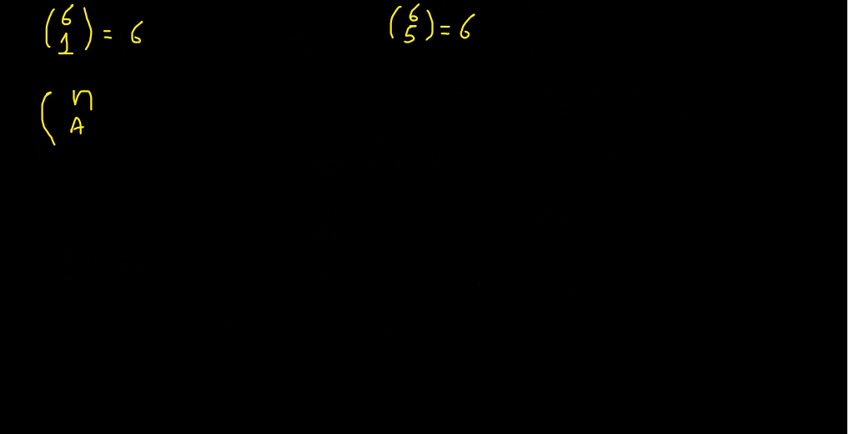 (6 1) = 6
(6 5) = 6
(n A